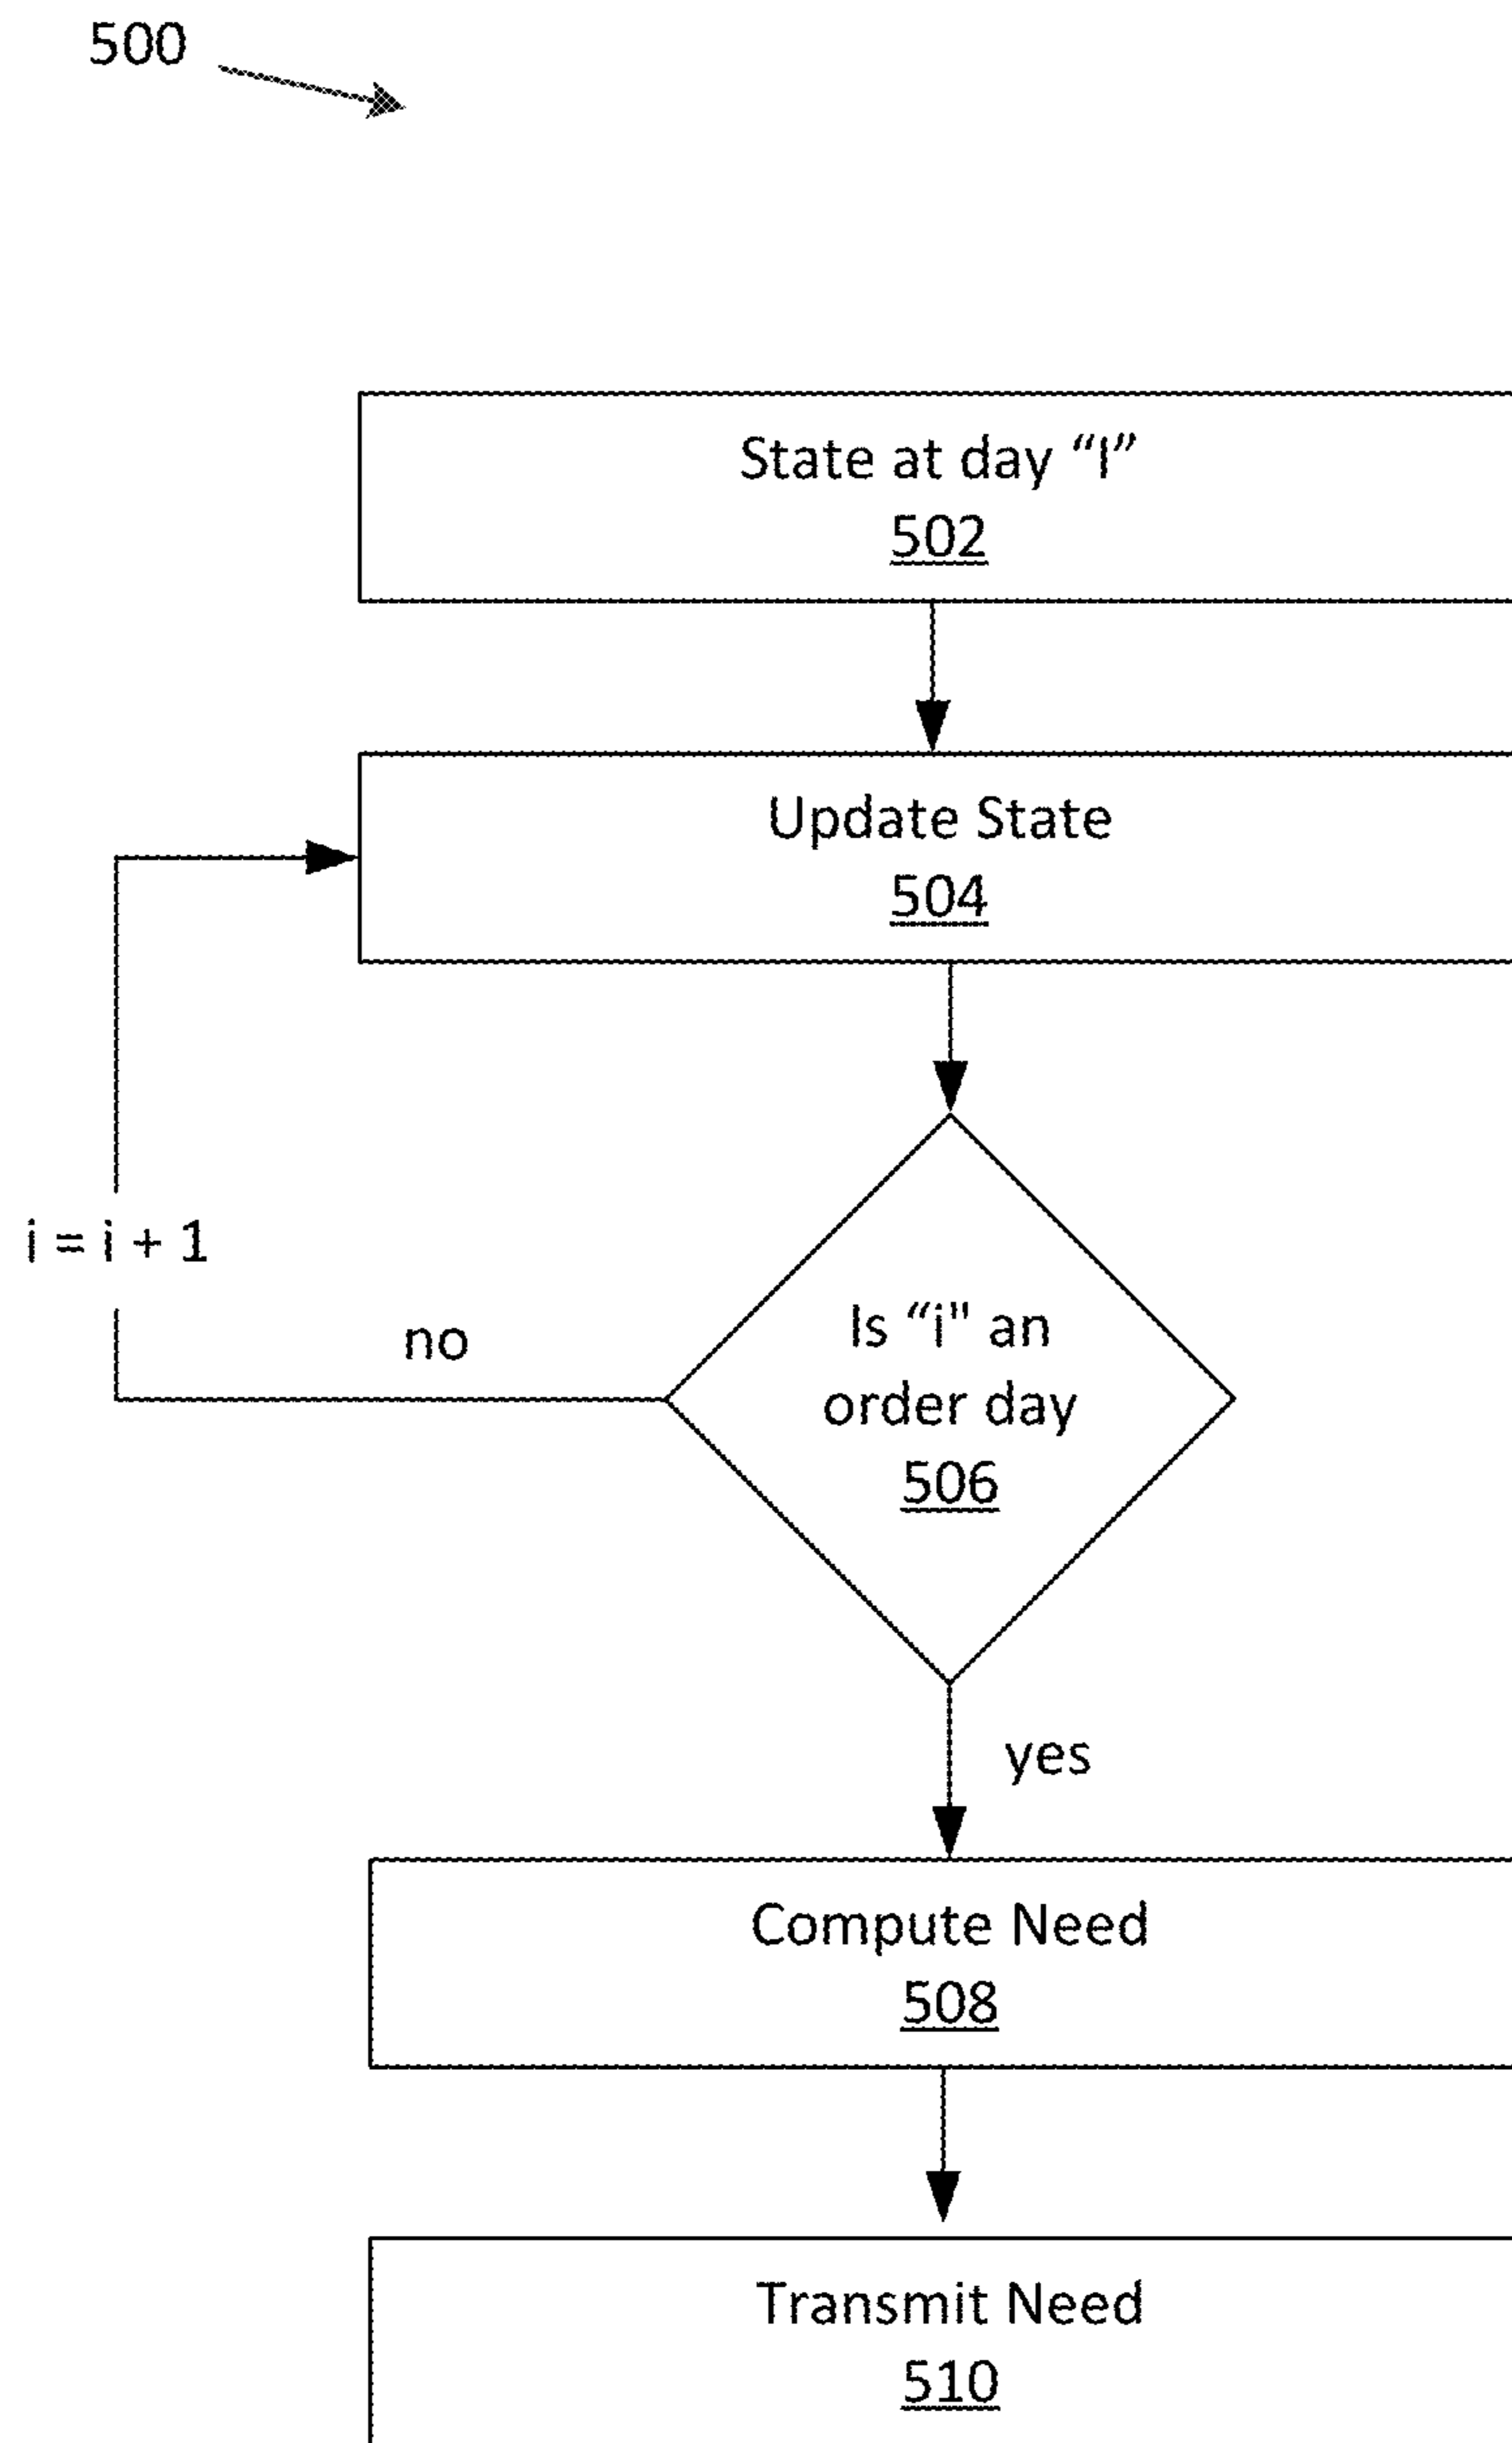 500
State at day “I”
502
Update State
504
i = i + 1
no
Is “i" an
order day
506
yes
Compute Need
508
Transmit Need
510